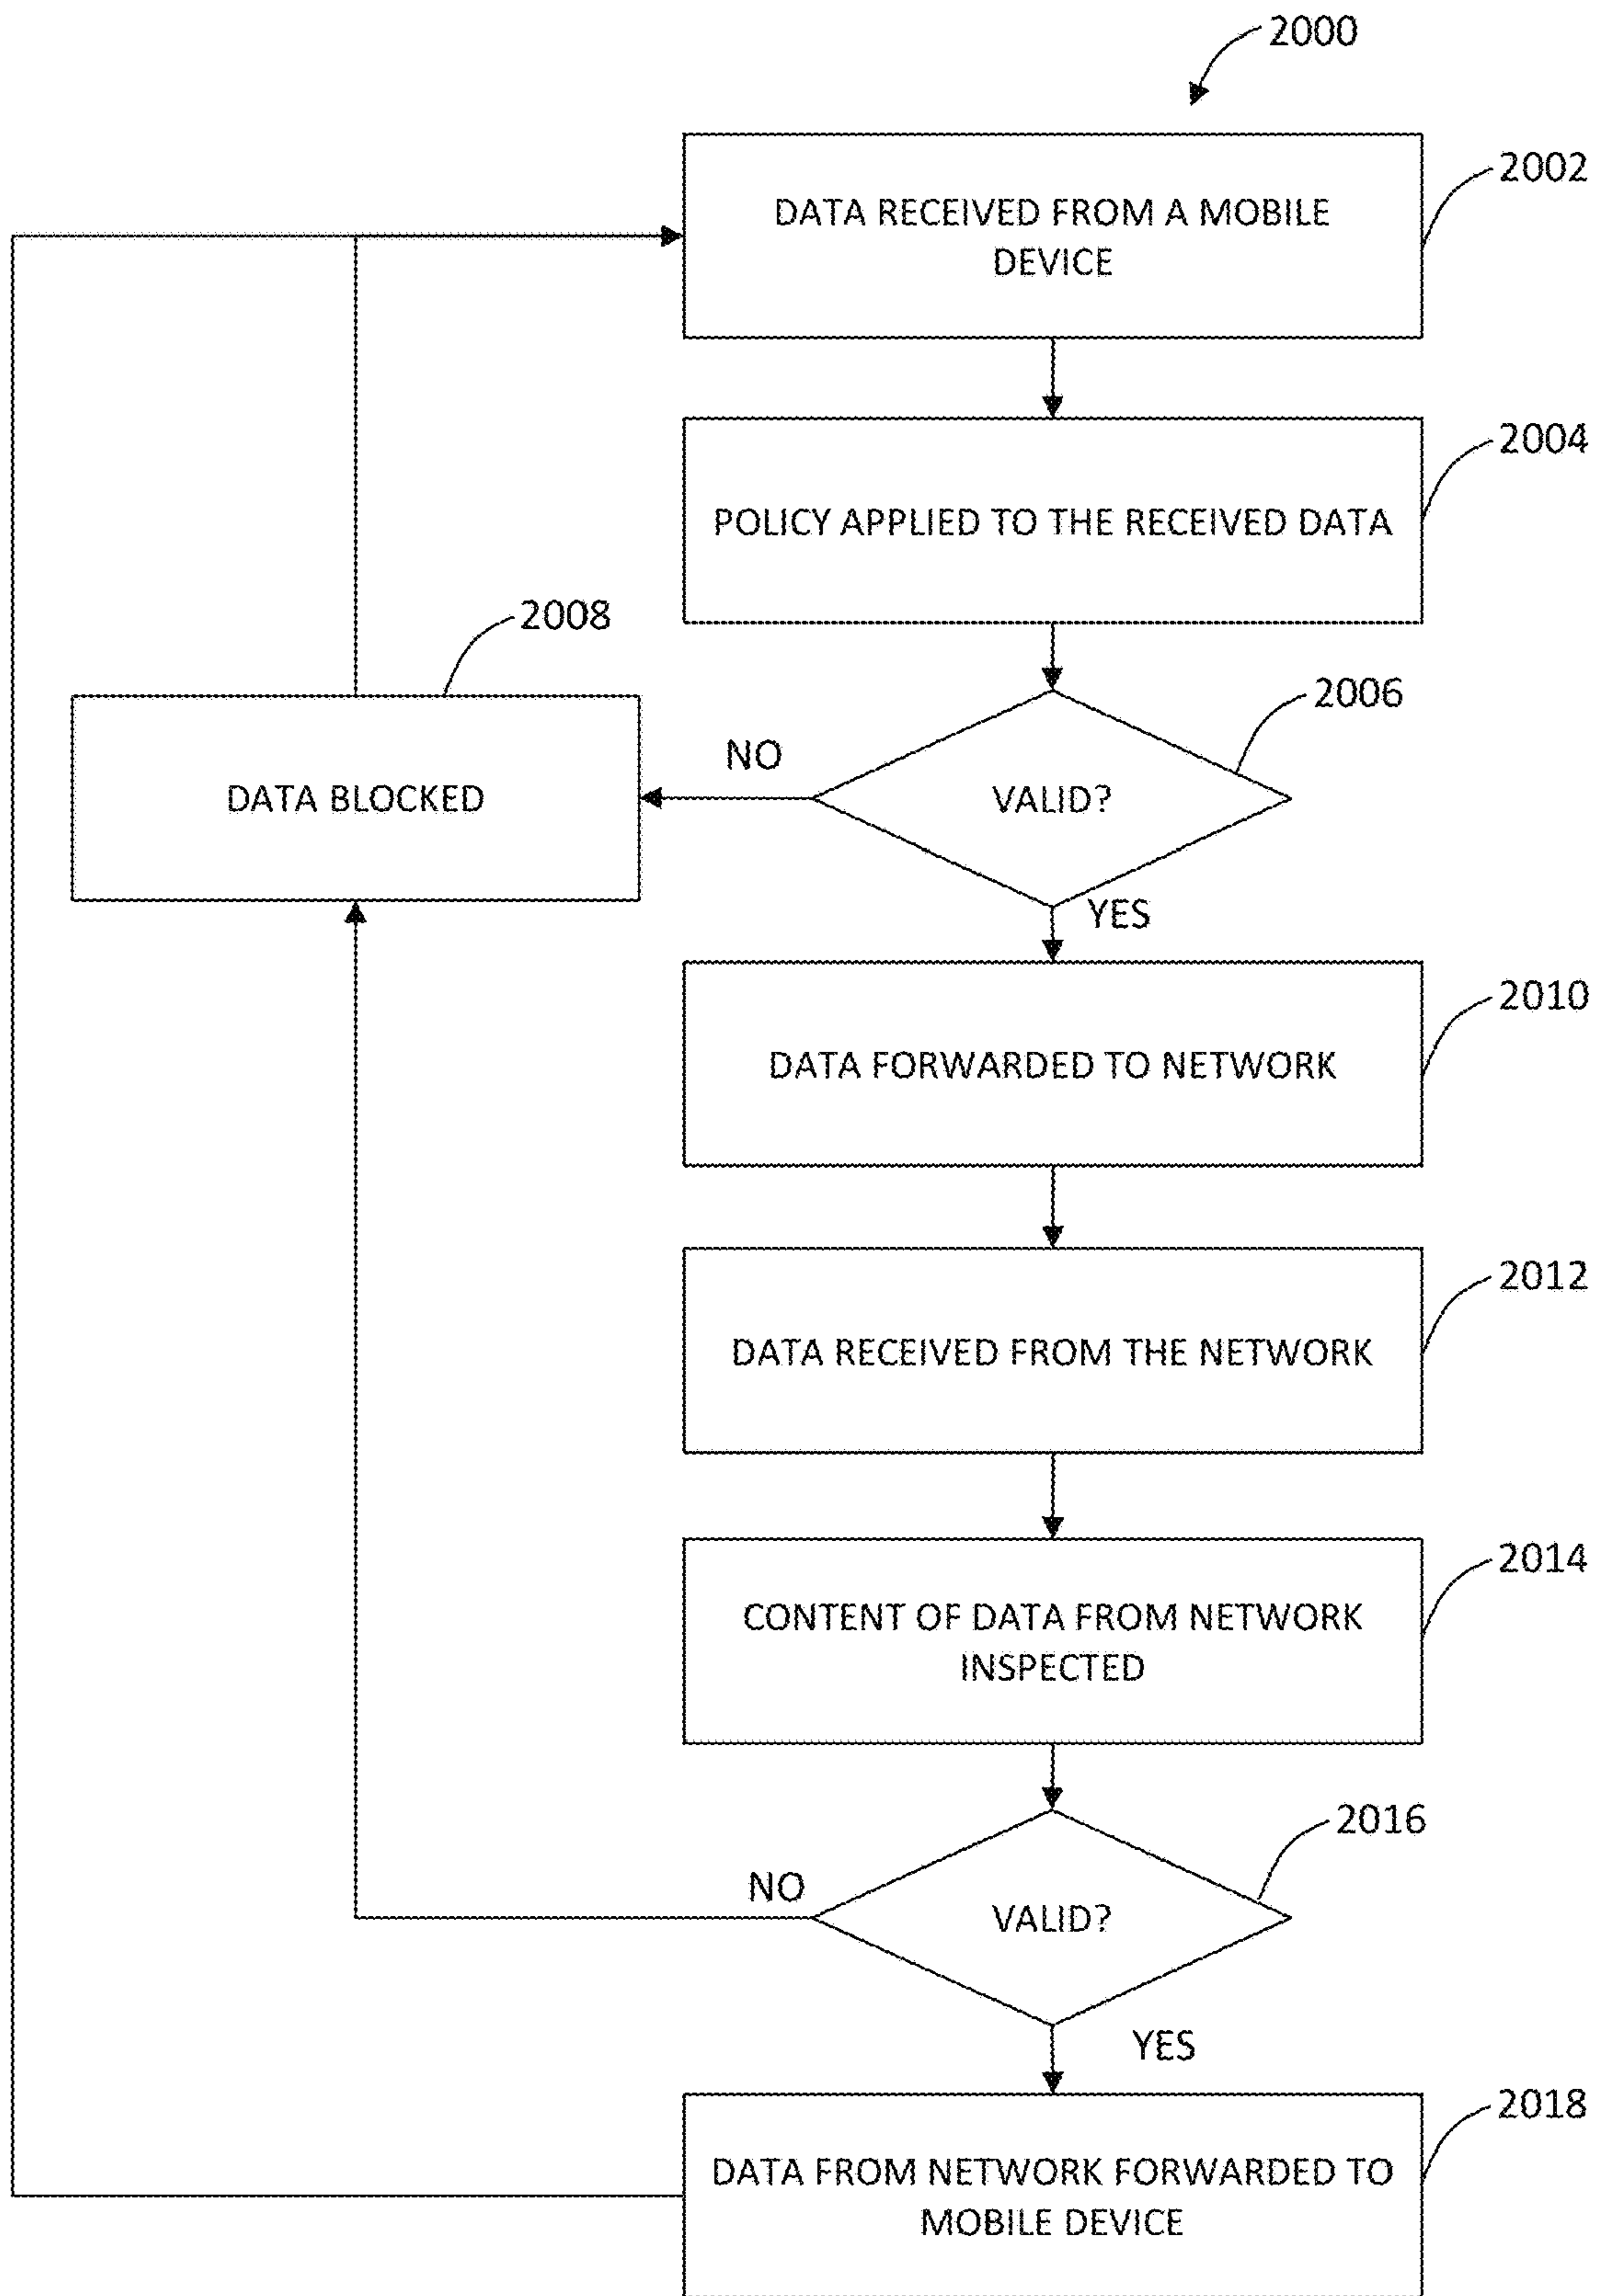 2000
2002
DATA RECEIVED FROM A MOBILE
DEVICE
2004
POLICY APPLIED TO THE RECEIVED DATA
2008
2006
NO
DATA BLOCKED
VALID?
YES
2010
DATA FORWARDED TO NETWORK
2012
DATA RECEIVED FROM THE NETWORK
2014
CONTENT OF DATA FROM NETWORK
INSPECTED
2016
NO
VALID?
YES
2018
DATA FROM NETWORK FORWARDED TO
MOBILE DEVICE